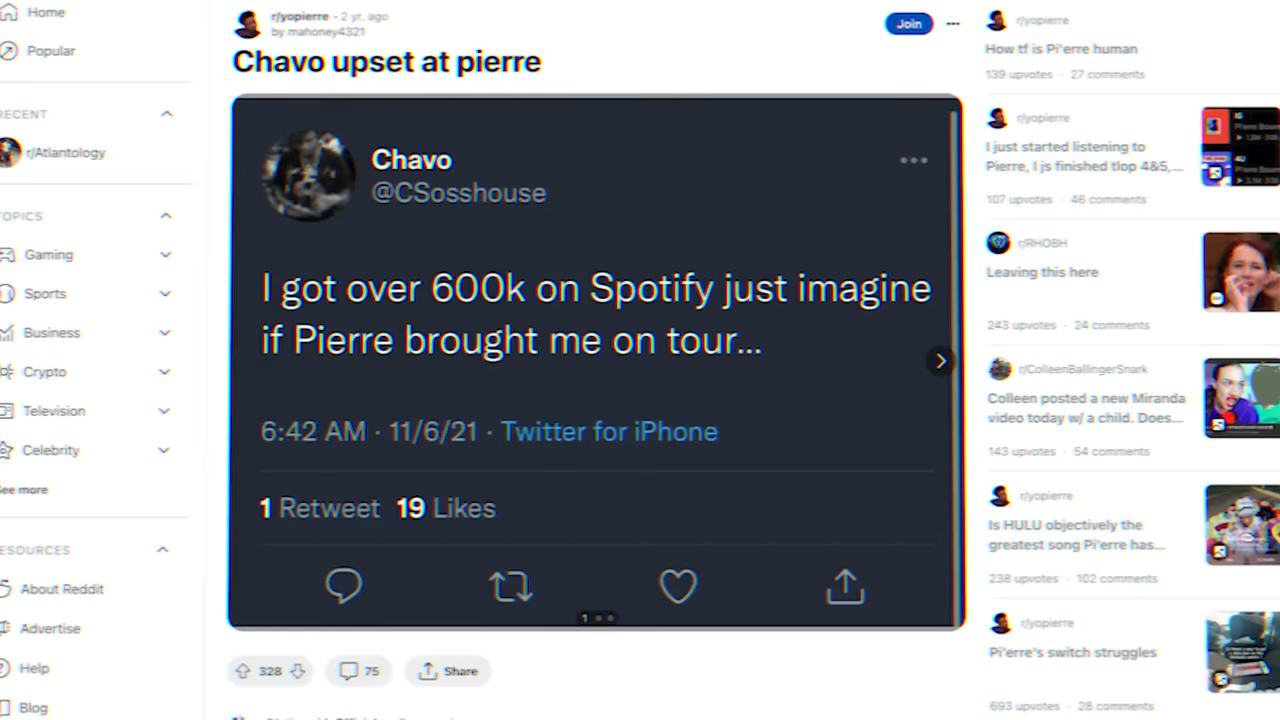 Home
Popular
RECENT
r/Atlantology
TOPICS
Gaming
Sports
Business
Crypto
Television
Celebrity
See more
RESOURCES
About Reddit
Advertise
Help
Blog
r/yopierre · 2 yr. ago
by mahoney4321
Join
Chavo upset at pierre
Chavo
@CSosshouse
I got over 600k on Spotify just imagine
if Pierre brought me on tour...
6:42 AM · 11/6/21 · Twitter for iPhone
1 Retweet 19 Likes
1
328
75
Share
r/yopierre
How tf is Pi'erre human
139 upvotes · 27 comments
r/yopierre
I just started listening to
Pierre, I js finished tlop 4&5,...
107 upvotes · 46 comments
r/RHOBH
Leaving this here
243 upvotes · 24 comments
r/ColleenBallingerSnark
Colleen posted a new Miranda
video today w/ a child. Does...
143 upvotes · 54 comments
r/yopierre
Is HULU objectively the
greatest song Pi'erre has...
238 upvotes · 102 comments
r/yopierre
Pi'erre's switch struggles
693 upvotes · 28 comments